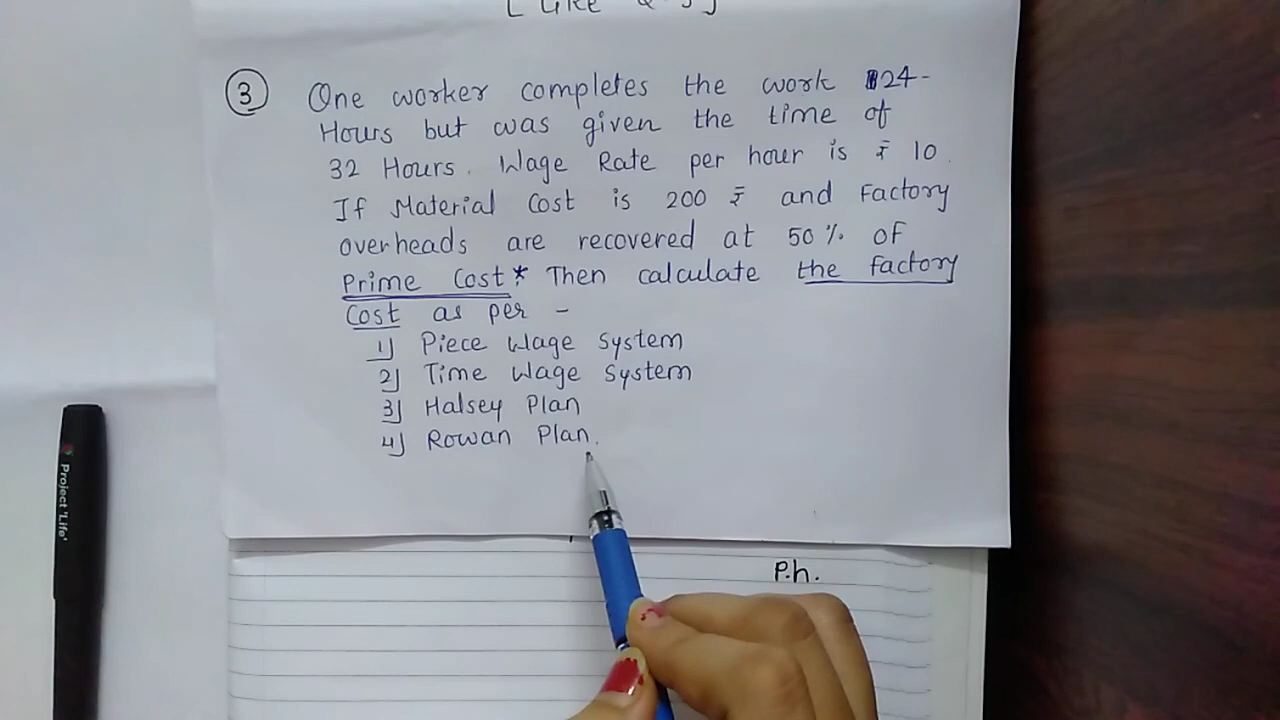 ③ One worker completes the work 24
Hours but was given the time of
32 Hours. Wage Rate per hour is ₹ 10
If Material Cost is 200 ₹ and Factory
overheads are recovered at 50% of
Prime Cost* Then calculate the factory
Cost as per -
1] Piece Wage System
2] Time Wage System
3] Halsey Plan
4] Rowan Plan.
P.h.
Project 'Life'